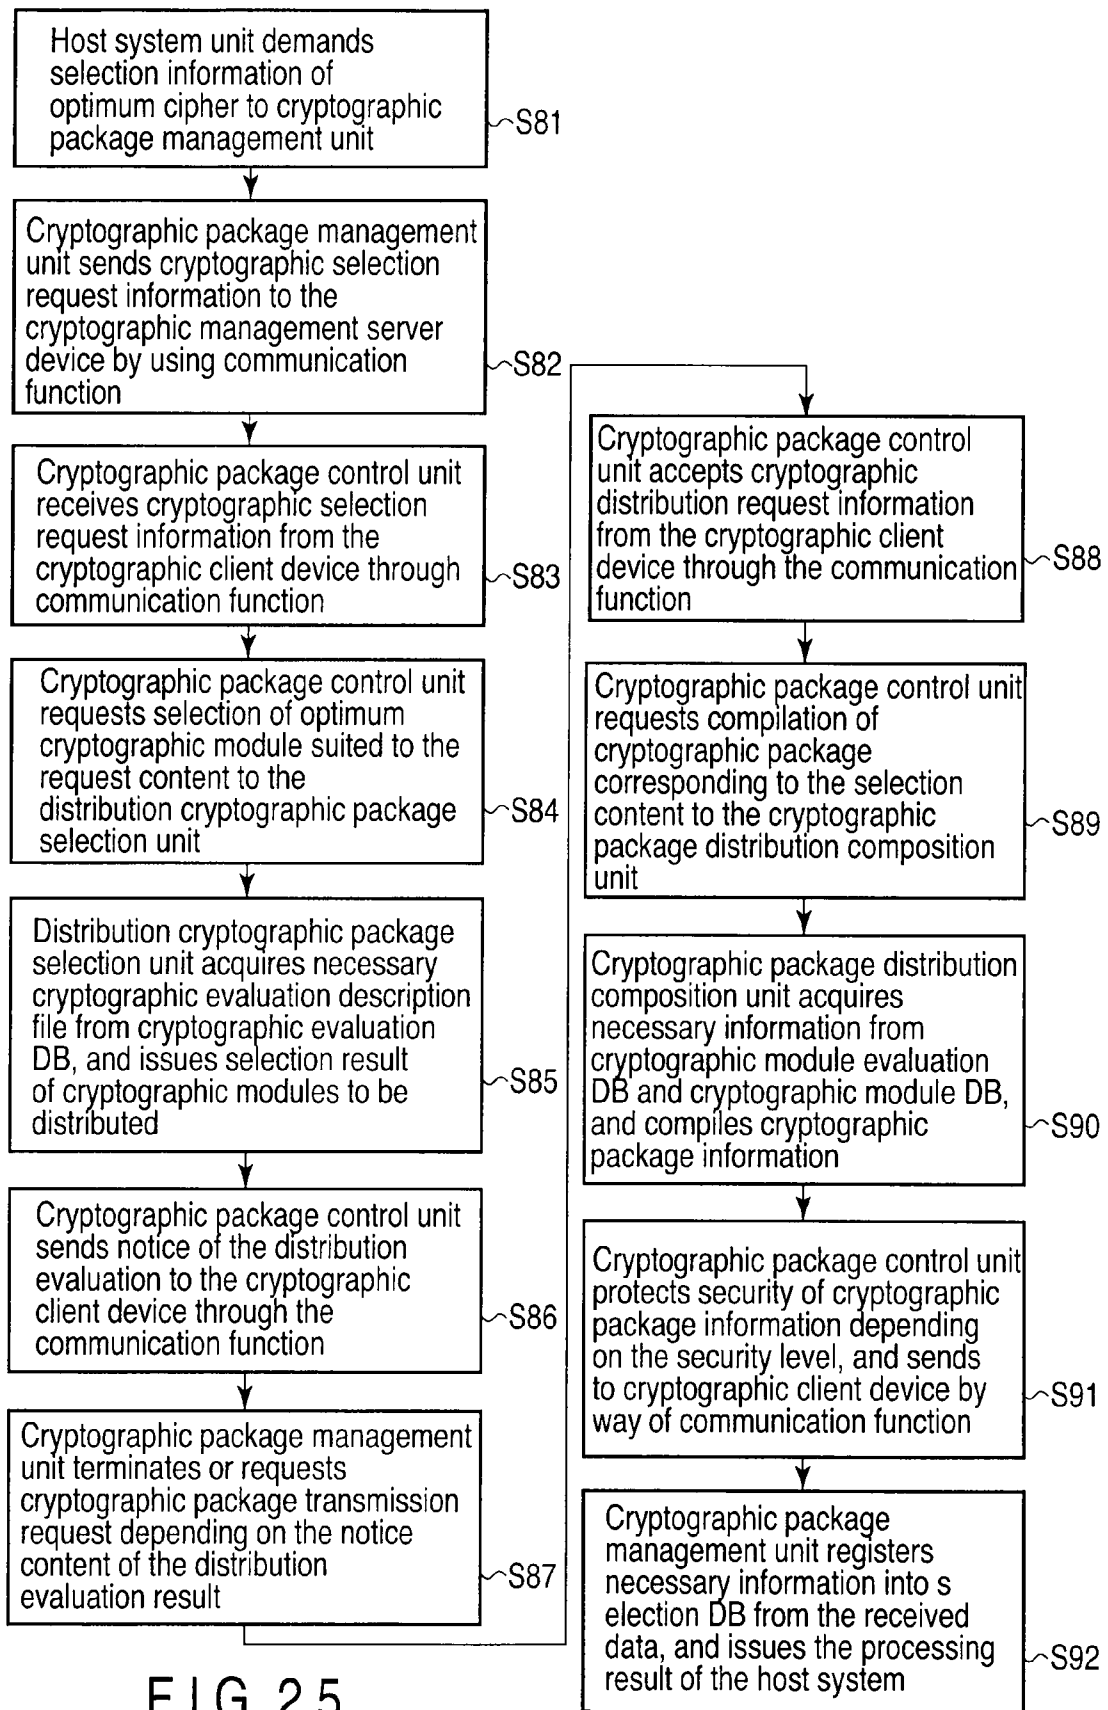 Host system unit demands
selection information of
optimum cipher to cryptographic
package management unit
S81
Cryptographic package management
unit sends cryptographic selection
request information to the
cryptographic management server
device by using communication
function
S82
Cryptographic package control unit
receives cryptographic selection
request information from the
cryptographic client device through
communication function
S83
Cryptographic package control unit
requests selection of optimum
cryptographic module suited to the
request content to the
distribution cryptographic package
selection unit
S84
Distribution cryptographic package
selection unit acquires necessary
cryptographic evaluation description
file from cryptographic evaluation
DB, and issues selection result
of cryptographic modules to be
distributed
S85
Cryptographic package control unit
sends notice of the distribution
evaluation to the cryptographic
client device through the
communication function
S86
Cryptographic package management
unit terminates or requests
cryptographic package transmission
request depending on the notice
content of the distribution
evaluation result
S87
Cryptographic package control
unit accepts cryptographic
distribution request information
from the cryptographic client
device through the communication
function
S88
Cryptographic package control unit
requests compilation of
cryptographic package
corresponding to the selection
content to the cryptographic
package distribution composition
unit
S89
Cryptographic package distribution
composition unit acquires
necessary information from
cryptographic module evaluation
DB and cryptographic module DB,
and compiles cryptographic
package information
S90
Cryptographic package control unit
protects security of cryptographic
package information depending
on the security level, and sends
to cryptographic client device by
way of communication function
S91
Cryptographic package
management unit registers
necessary information into s
election DB from the received
data, and issues the processing
result of the host system
S92
FIG. 25